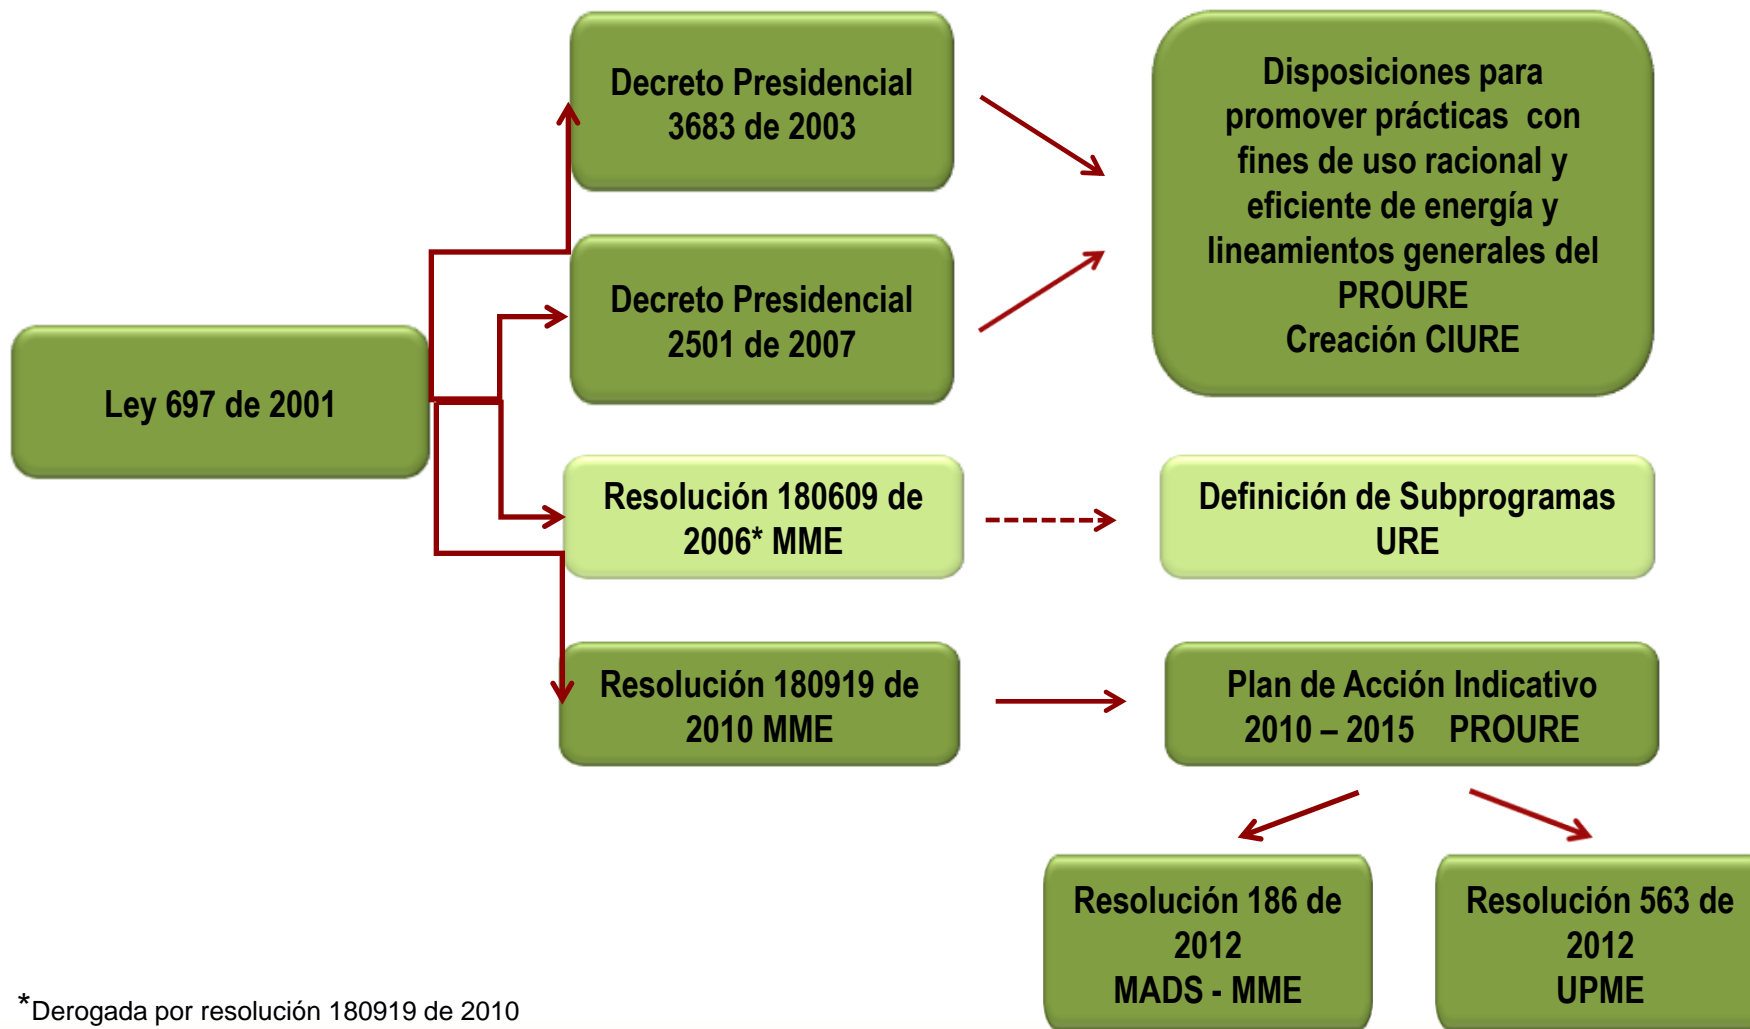 Ley 697 de 2001
Decreto Presidencial
3683 de 2003
Decreto Presidencial
2501 de 2007
Resolución 180609 de
2006* MME
Resolución 180919 de
2010 MME
Disposiciones para
promover prácticas con
fines de uso racional y
eficiente de energía y
lineamientos generales del
PROURE
Creación CIURE
Definición de Subprogramas
URE
Plan de Acción Indicativo
2010 – 2015 PROURE
Resolución 186 de
2012
MADS - MME
Resolución 563 de
2012
UPME
*Derogada por resolución 180919 de 2010